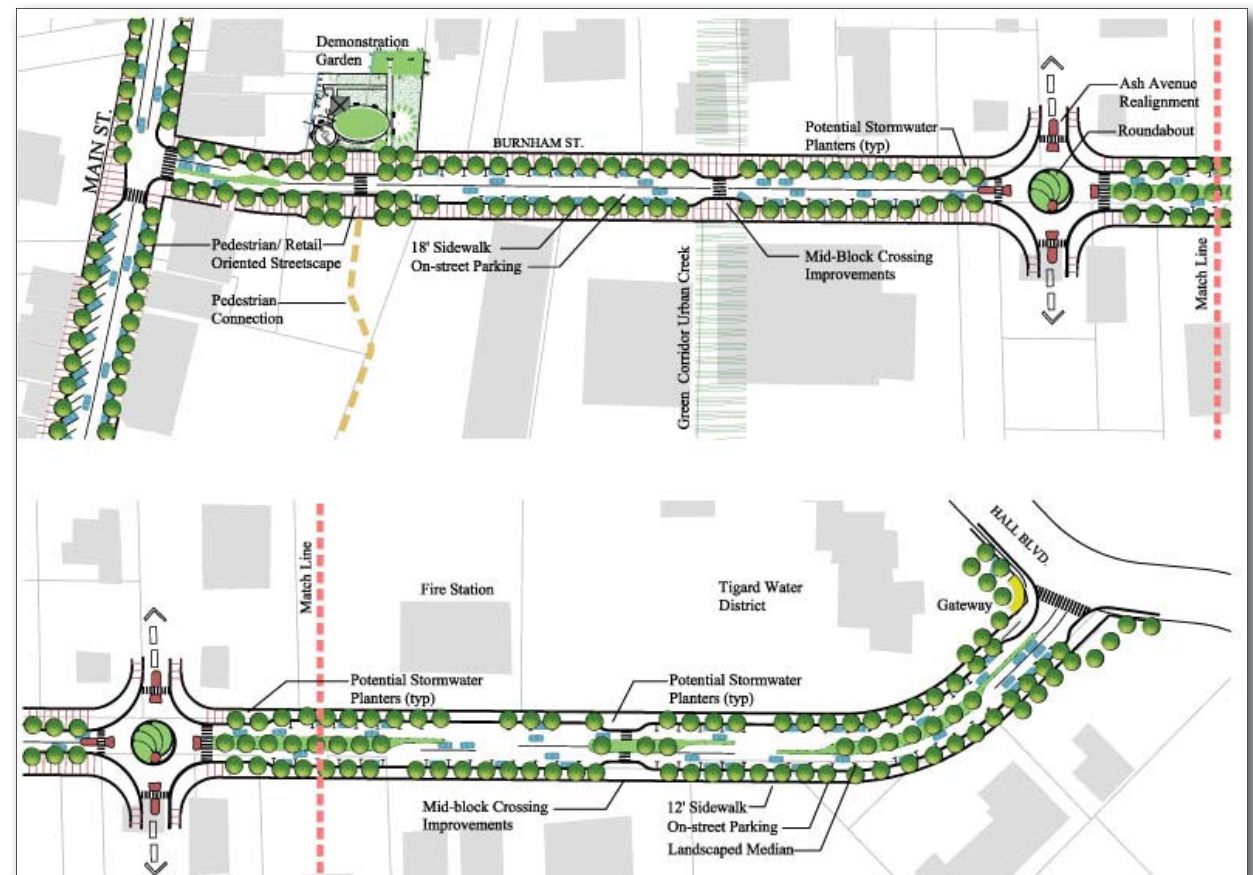 Demonstration
Garden
MAIN ST.
BURNHAM ST.
Potential Stormwater
Planters (typ)
Ash Avenue
Realignment
Roundabout
Pedestrian/ Retail
Oriented Streetscape
18' Sidewalk
On-street Parking
Mid-Block Crossing
Improvements
Pedestrian
Connection
Green Corridor Urban Creek
Match Line
HALL BLVD.
Match Line
Fire Station
Tigard Water
District
Gateway
Potential Stormwater
Planters (typ)
Potential Stormwater
Planters (typ)
Mid-block Crossing
Improvements
12' Sidewalk
On-street Parking
Landscaped Median